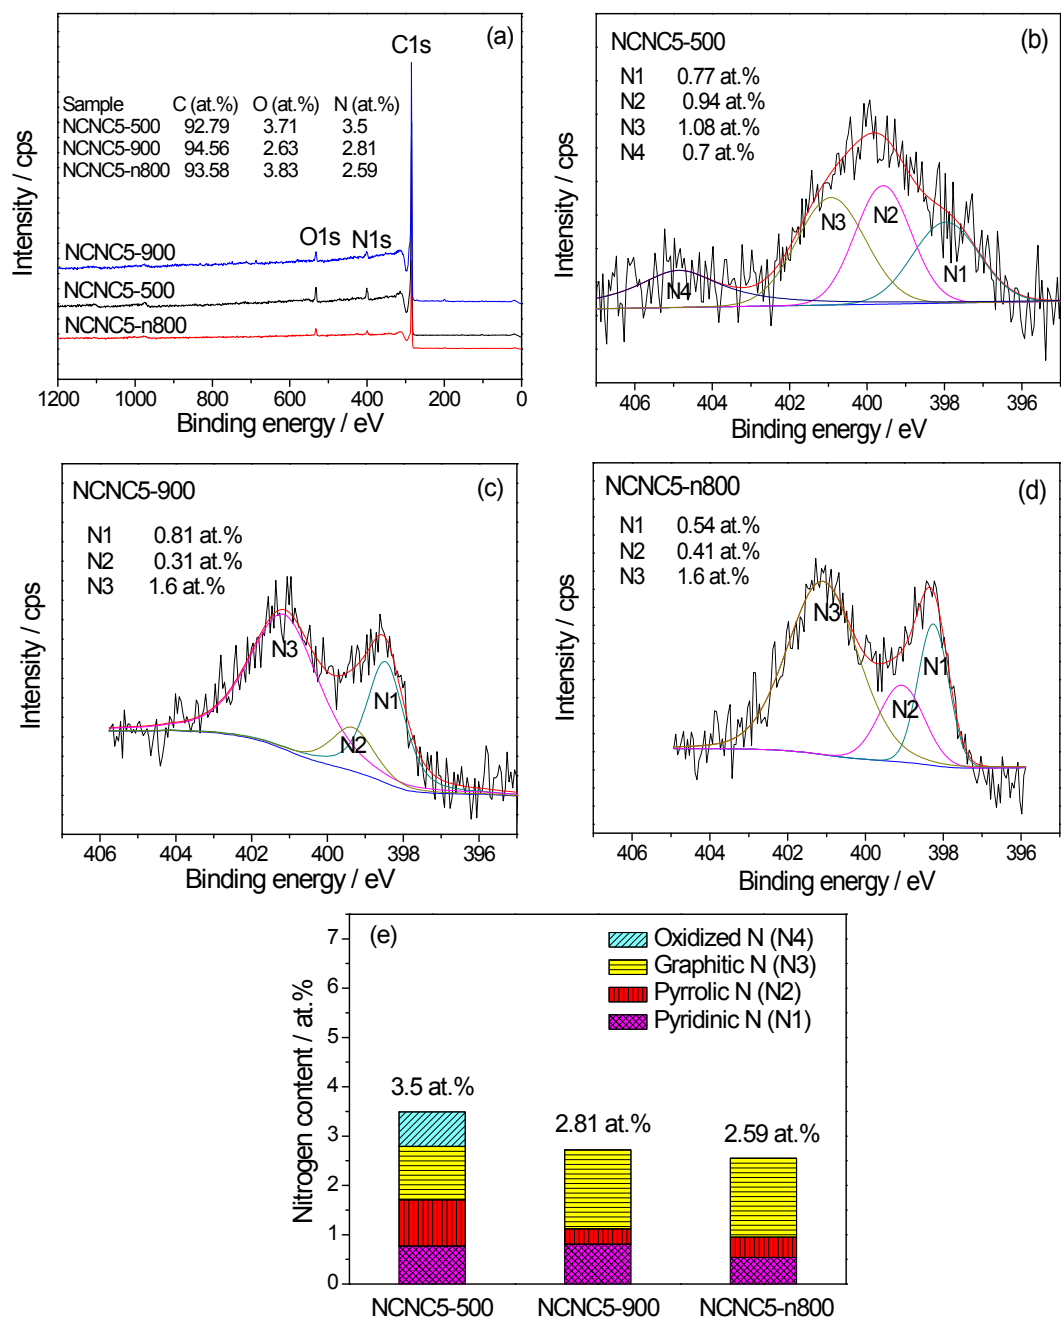 (a)
C1s
Sample C (at.%) O (at.%) N (at.%)
NCNC5-500 92.79 3.71 3.5
NCNC5-900 94.56 2.63 2.81
NCNC5-n800 93.58 3.83 2.59
O1s N1s
NCNC5-900
NCNC5-500
NCNC5-n800
Intensity / cps
1200 1000 800 600 400 200 0
Binding energy / eV
(b)
NCNC5-500
N1 0.77 at.%
N2 0.94 at.%
N3 1.08 at.%
N4 0.7 at.%
N4 N3 N2 N1
Intensity / cps
406 404 402 400 398 396
Binding energy / eV
(c)
NCNC5-900
N1 0.81 at.%
N2 0.31 at.%
N3 1.6 at.%
N3 N2 N1
Intensity / cps
406 404 402 400 398 396
Binding energy / eV
(d)
NCNC5-n800
N1 0.54 at.%
N2 0.41 at.%
N3 1.6 at.%
N3 N2 N1
Intensity / cps
406 404 402 400 398 396
Binding energy / eV
(e)
Oxidized N (N4)
Graphitic N (N3)
Pyrrolic N (N2)
Pyridinic N (N1)
3.5 at.%
2.81 at.%
2.59 at.%
Nitrogen content / at.%
7
6
5
4
3
2
1
0
NCNC5-500 NCNC5-900 NCNC5-n800